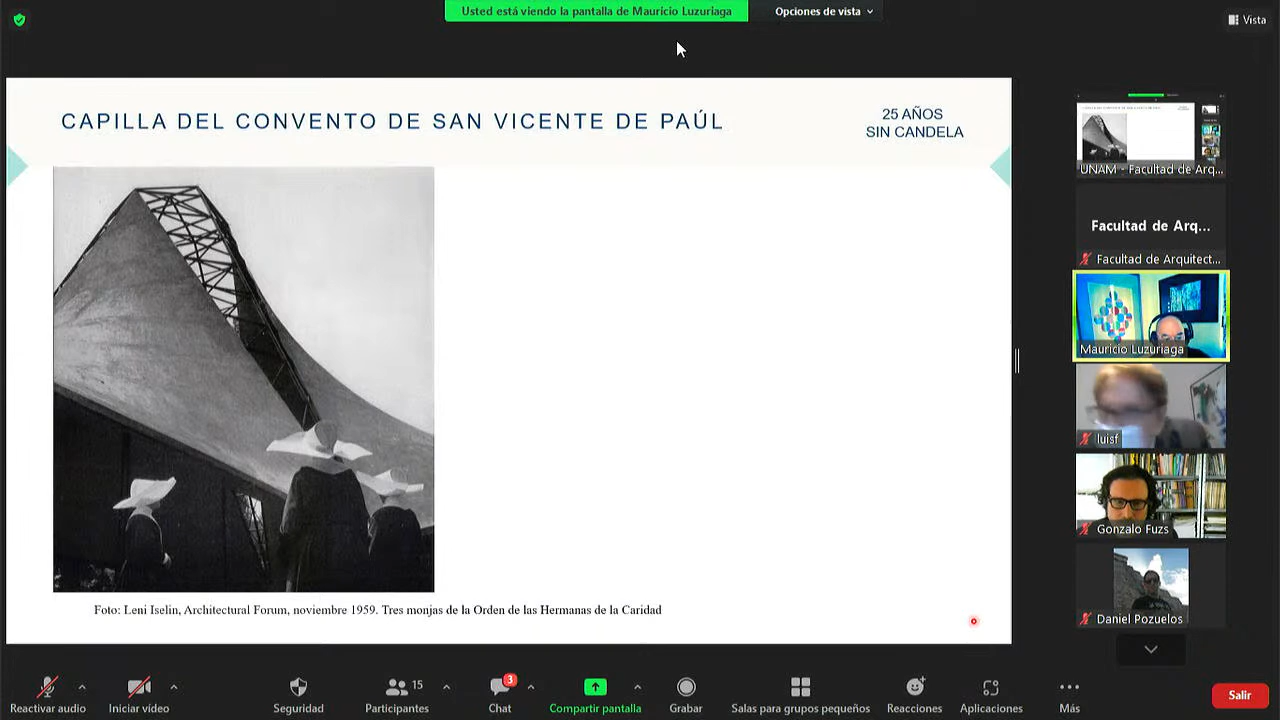 Usted está viendo la pantalla de Mauricio Luzuriaga
Opciones de vista
Vista
CAPILLA DEL CONVENTO DE SAN VICENTE DE PAÚL
25 AÑOS
SIN CANDELA
Foto: Leni Iselin, Architectural Forum, noviembre 1959. Tres monjas de la Orden de las Hermanas de la Caridad
UNAM - Facultad de Arq...
Facultad de Arq...
Facultad de Arquitect...
Mauricio Luzuriaga
luisf
Gonzalo Fuzs
Daniel Pozuelos
Reactivar audio
Iniciar vídeo
Seguridad
15
Participantes
3
Chat
Compartir pantalla
Grabar
Salas para grupos pequeños
Reacciones
Aplicaciones
Más
Salir